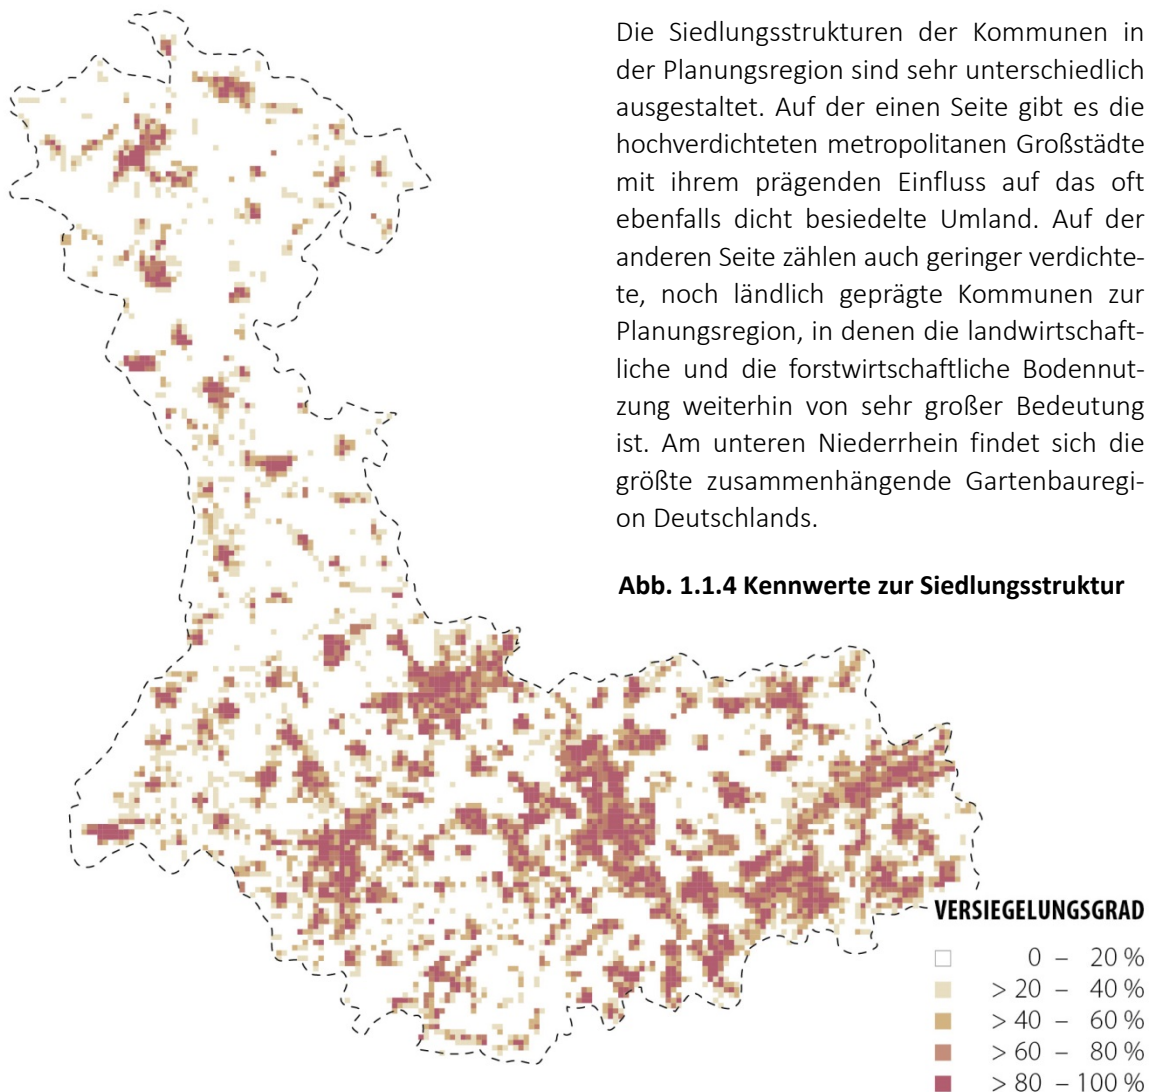 Die Siedlungsstrukturen der Kommunen in
der Planungsregion sind sehr unterschiedlich
ausgestaltet. Auf der einen Seite gibt es die
hochverdichteten metropolitanen Großstädte
mit ihrem prägenden Einfluss auf das oft
ebenfalls dicht besiedelte Umland. Auf der
anderen Seite zählen auch geringer verdichte-
te, noch ländlich geprägte Kommunen zur
Planungsregion, in denen die landwirtschaft-
liche und die forstwirtschaftliche Bodennut-
zung weiterhin von sehr großer Bedeutung
ist. Am unteren Niederrhein findet sich die
größte zusammenhängende Gartenbauregi-
on Deutschlands.
Abb. 1.1.4 Kennwerte zur Siedlungsstruktur
VERSIEGELUNGSGRAD
0 – 20 %
> 20 – 40 %
> 40 – 60 %
> 60 – 80 %
> 80 – 100 %